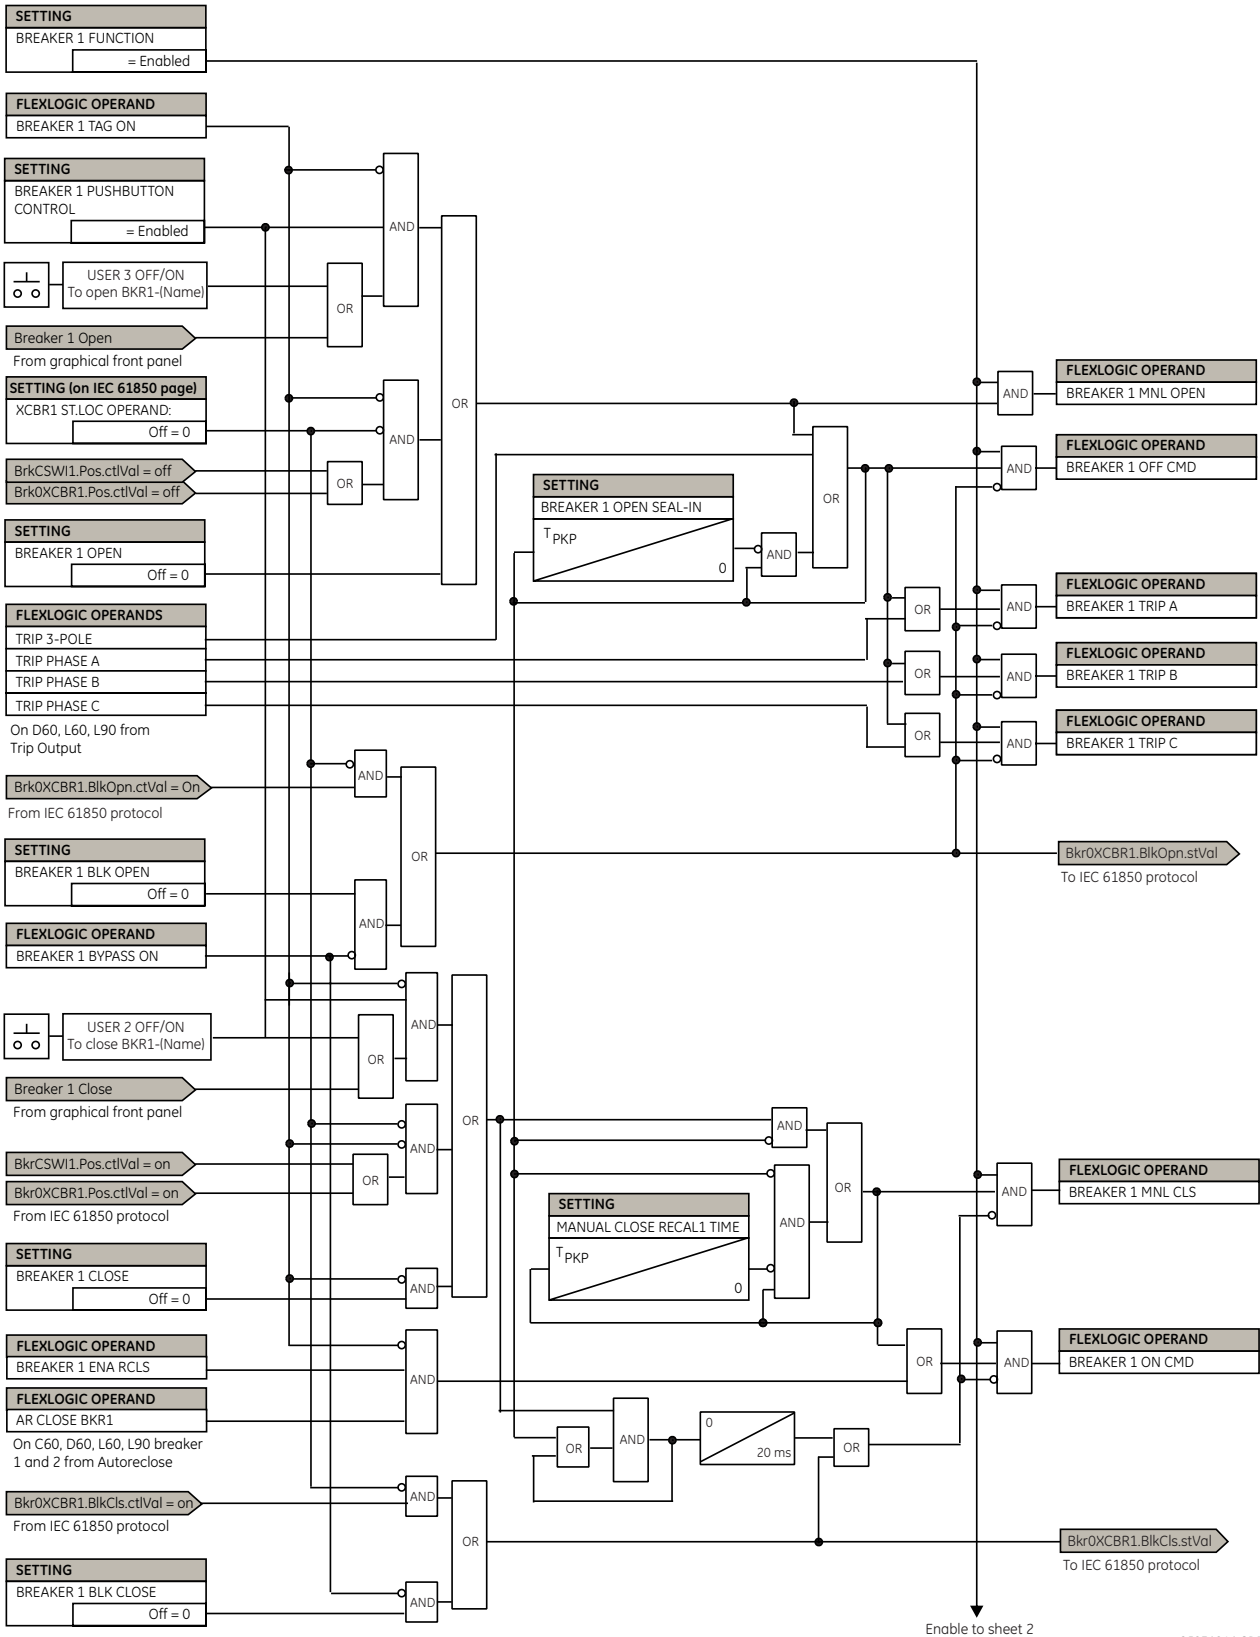 SETTING
BREAKER 1 FUNCTION
= Enabled
FLEXLOGIC OPERAND
BREAKER 1 TAG ON
SETTING
BREAKER 1 PUSHBUTTON
CONTROL
= Enabled
AND
USER 3 OFF/ON
To open BKR1-(Name)
OR
Breaker 1 Open
From graphical front panel
SETTING (on IEC 61850 page)
XCBR1 ST.LOC OPERAND:
Off = 0
AND
OR
BrkCSWI1.Pos.ctlVal = off
Brk0XCBR1.Pos.ctlVal = off
OR
SETTING
BREAKER 1 OPEN
Off = 0
FLEXLOGIC OPERANDS
TRIP 3-POLE
TRIP PHASE A
TRIP PHASE B
TRIP PHASE C
On D60, L60, L90 from
Trip Output
SETTING
BREAKER 1 OPEN SEAL-IN
TPKP
0
AND
OR
AND
FLEXLOGIC OPERAND
BREAKER 1 MNL OPEN
AND
FLEXLOGIC OPERAND
BREAKER 1 OFF CMD
OR
AND
FLEXLOGIC OPERAND
BREAKER 1 TRIP A
OR
AND
FLEXLOGIC OPERAND
BREAKER 1 TRIP B
OR
AND
FLEXLOGIC OPERAND
BREAKER 1 TRIP C
AND
Brk0XCBR1.BlkOpn.ctVal = On
From IEC 61850 protocol
OR
Bkr0XCBR1.BlkOpn.stVal
To IEC 61850 protocol
SETTING
BREAKER 1 BLK OPEN
Off = 0
AND
FLEXLOGIC OPERAND
BREAKER 1 BYPASS ON
AND
USER 2 OFF/ON
To close BKR1-(Name)
OR
Breaker 1 Close
From graphical front panel
OR
AND
BkrCSWI1.Pos.ctlVal = on
Bkr0XCBR1.Pos.ctlVal = on
OR
From IEC 61850 protocol
SETTING
BREAKER 1 CLOSE
Off = 0
AND
AND
SETTING
MANUAL CLOSE RECAL1 TIME
TPKP
0
AND
OR
AND
FLEXLOGIC OPERAND
BREAKER 1 MNL CLS
FLEXLOGIC OPERAND
BREAKER 1 ENA RCLS
FLEXLOGIC OPERAND
AR CLOSE BKR1
On C60, D60, L60, L90 breaker
1 and 2 from Autoreclose
AND
OR
AND
FLEXLOGIC OPERAND
BREAKER 1 ON CMD
OR
AND
0
20 ms
OR
Bkr0XCBR1.BlkCls.ctlVal = on
From IEC 61850 protocol
AND
OR
Bkr0XCBR1.BlkCls.stVal
To IEC 61850 protocol
SETTING
BREAKER 1 BLK CLOSE
Off = 0
AND
Enable to sheet 2